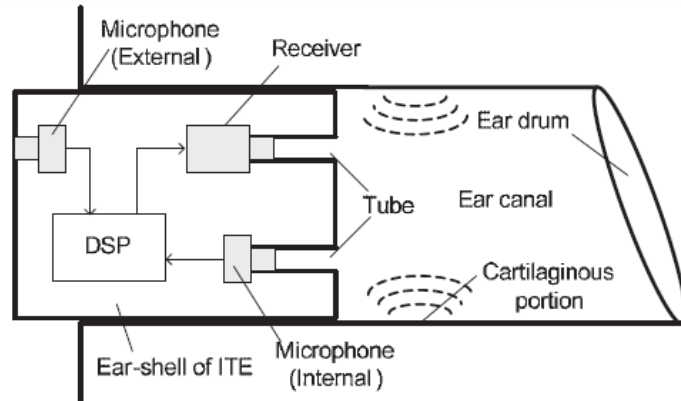 Microphone
(External )
Receiver
Ear drum
DSP
Tube
Ear canal
Cartilaginous
portion
Ear-shell of ITE
Microphone
(Internal )